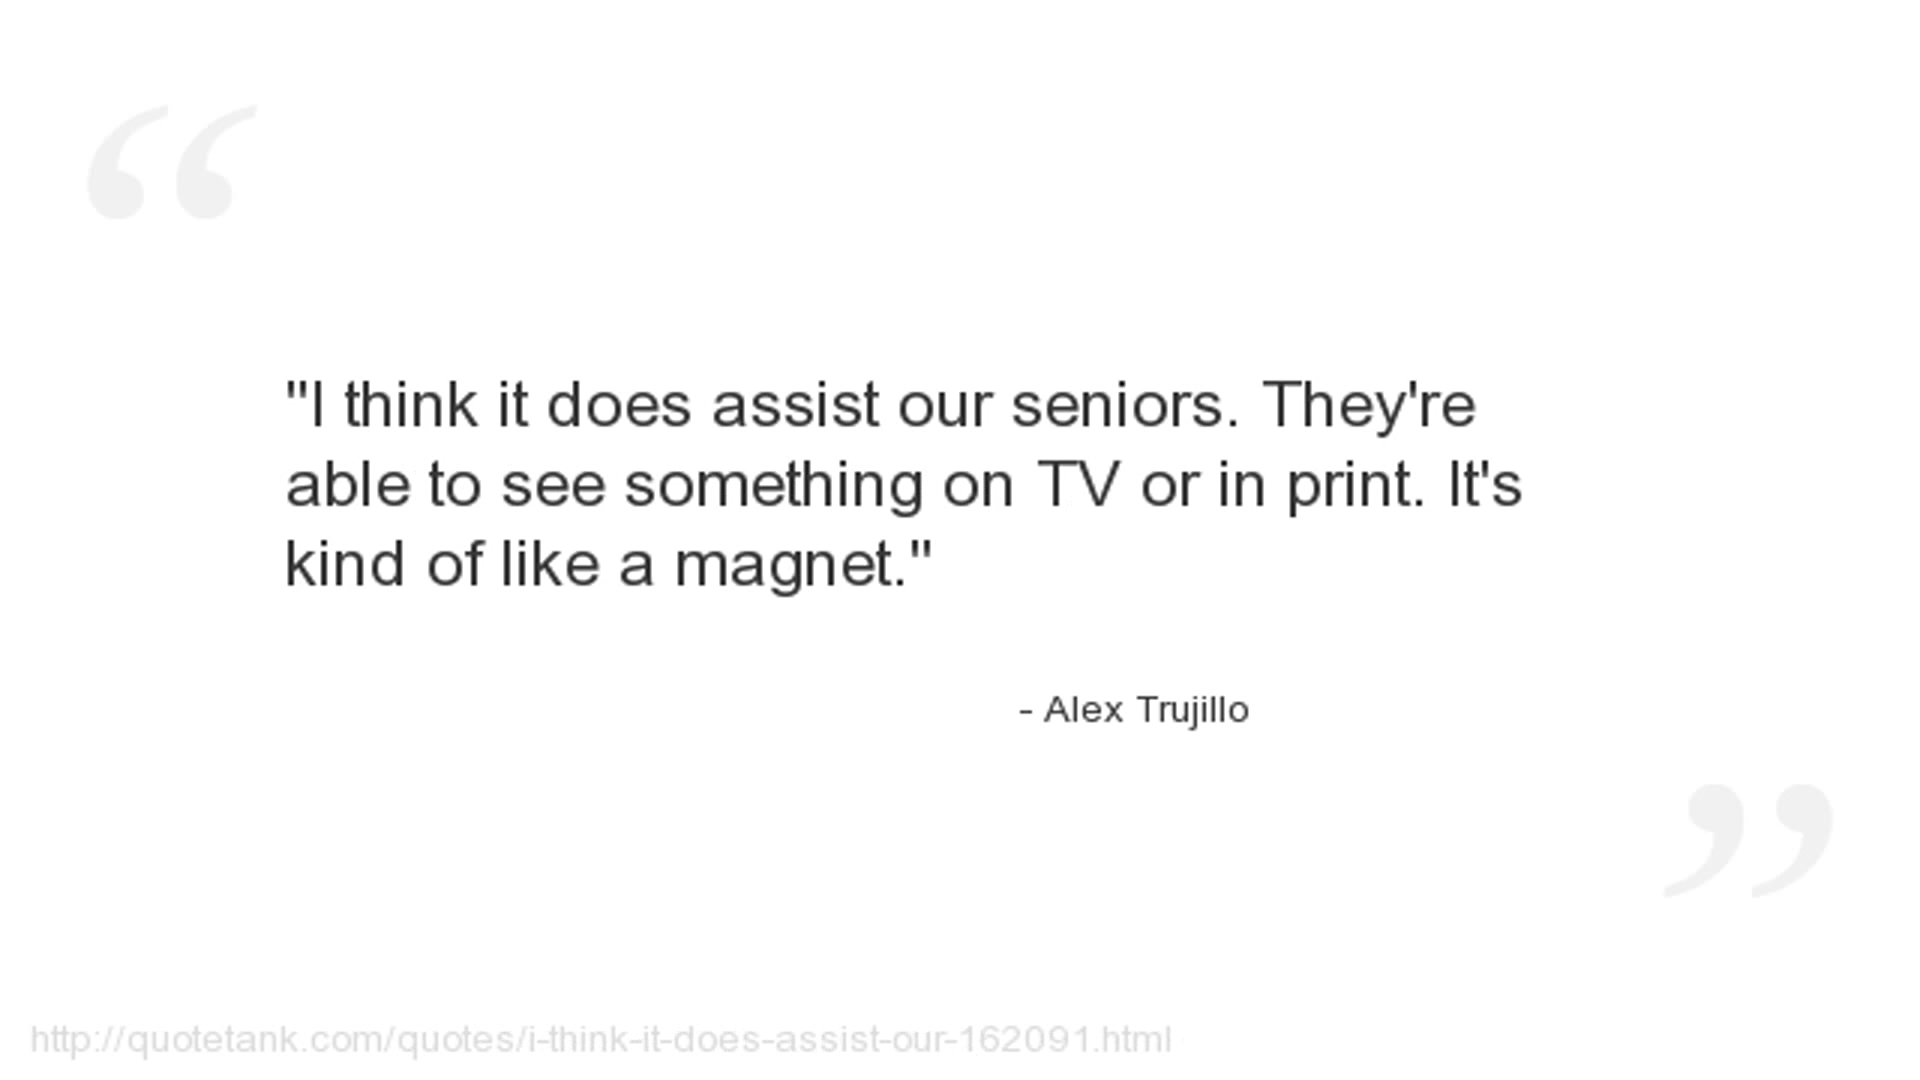 "I think it does assist our seniors. They're
able to see something on TV or in print. It's
kind of like a magnet."
- Alex Trujillo
http://quotetank.com/quotes/i-think-it-does-assist-our-162091.html